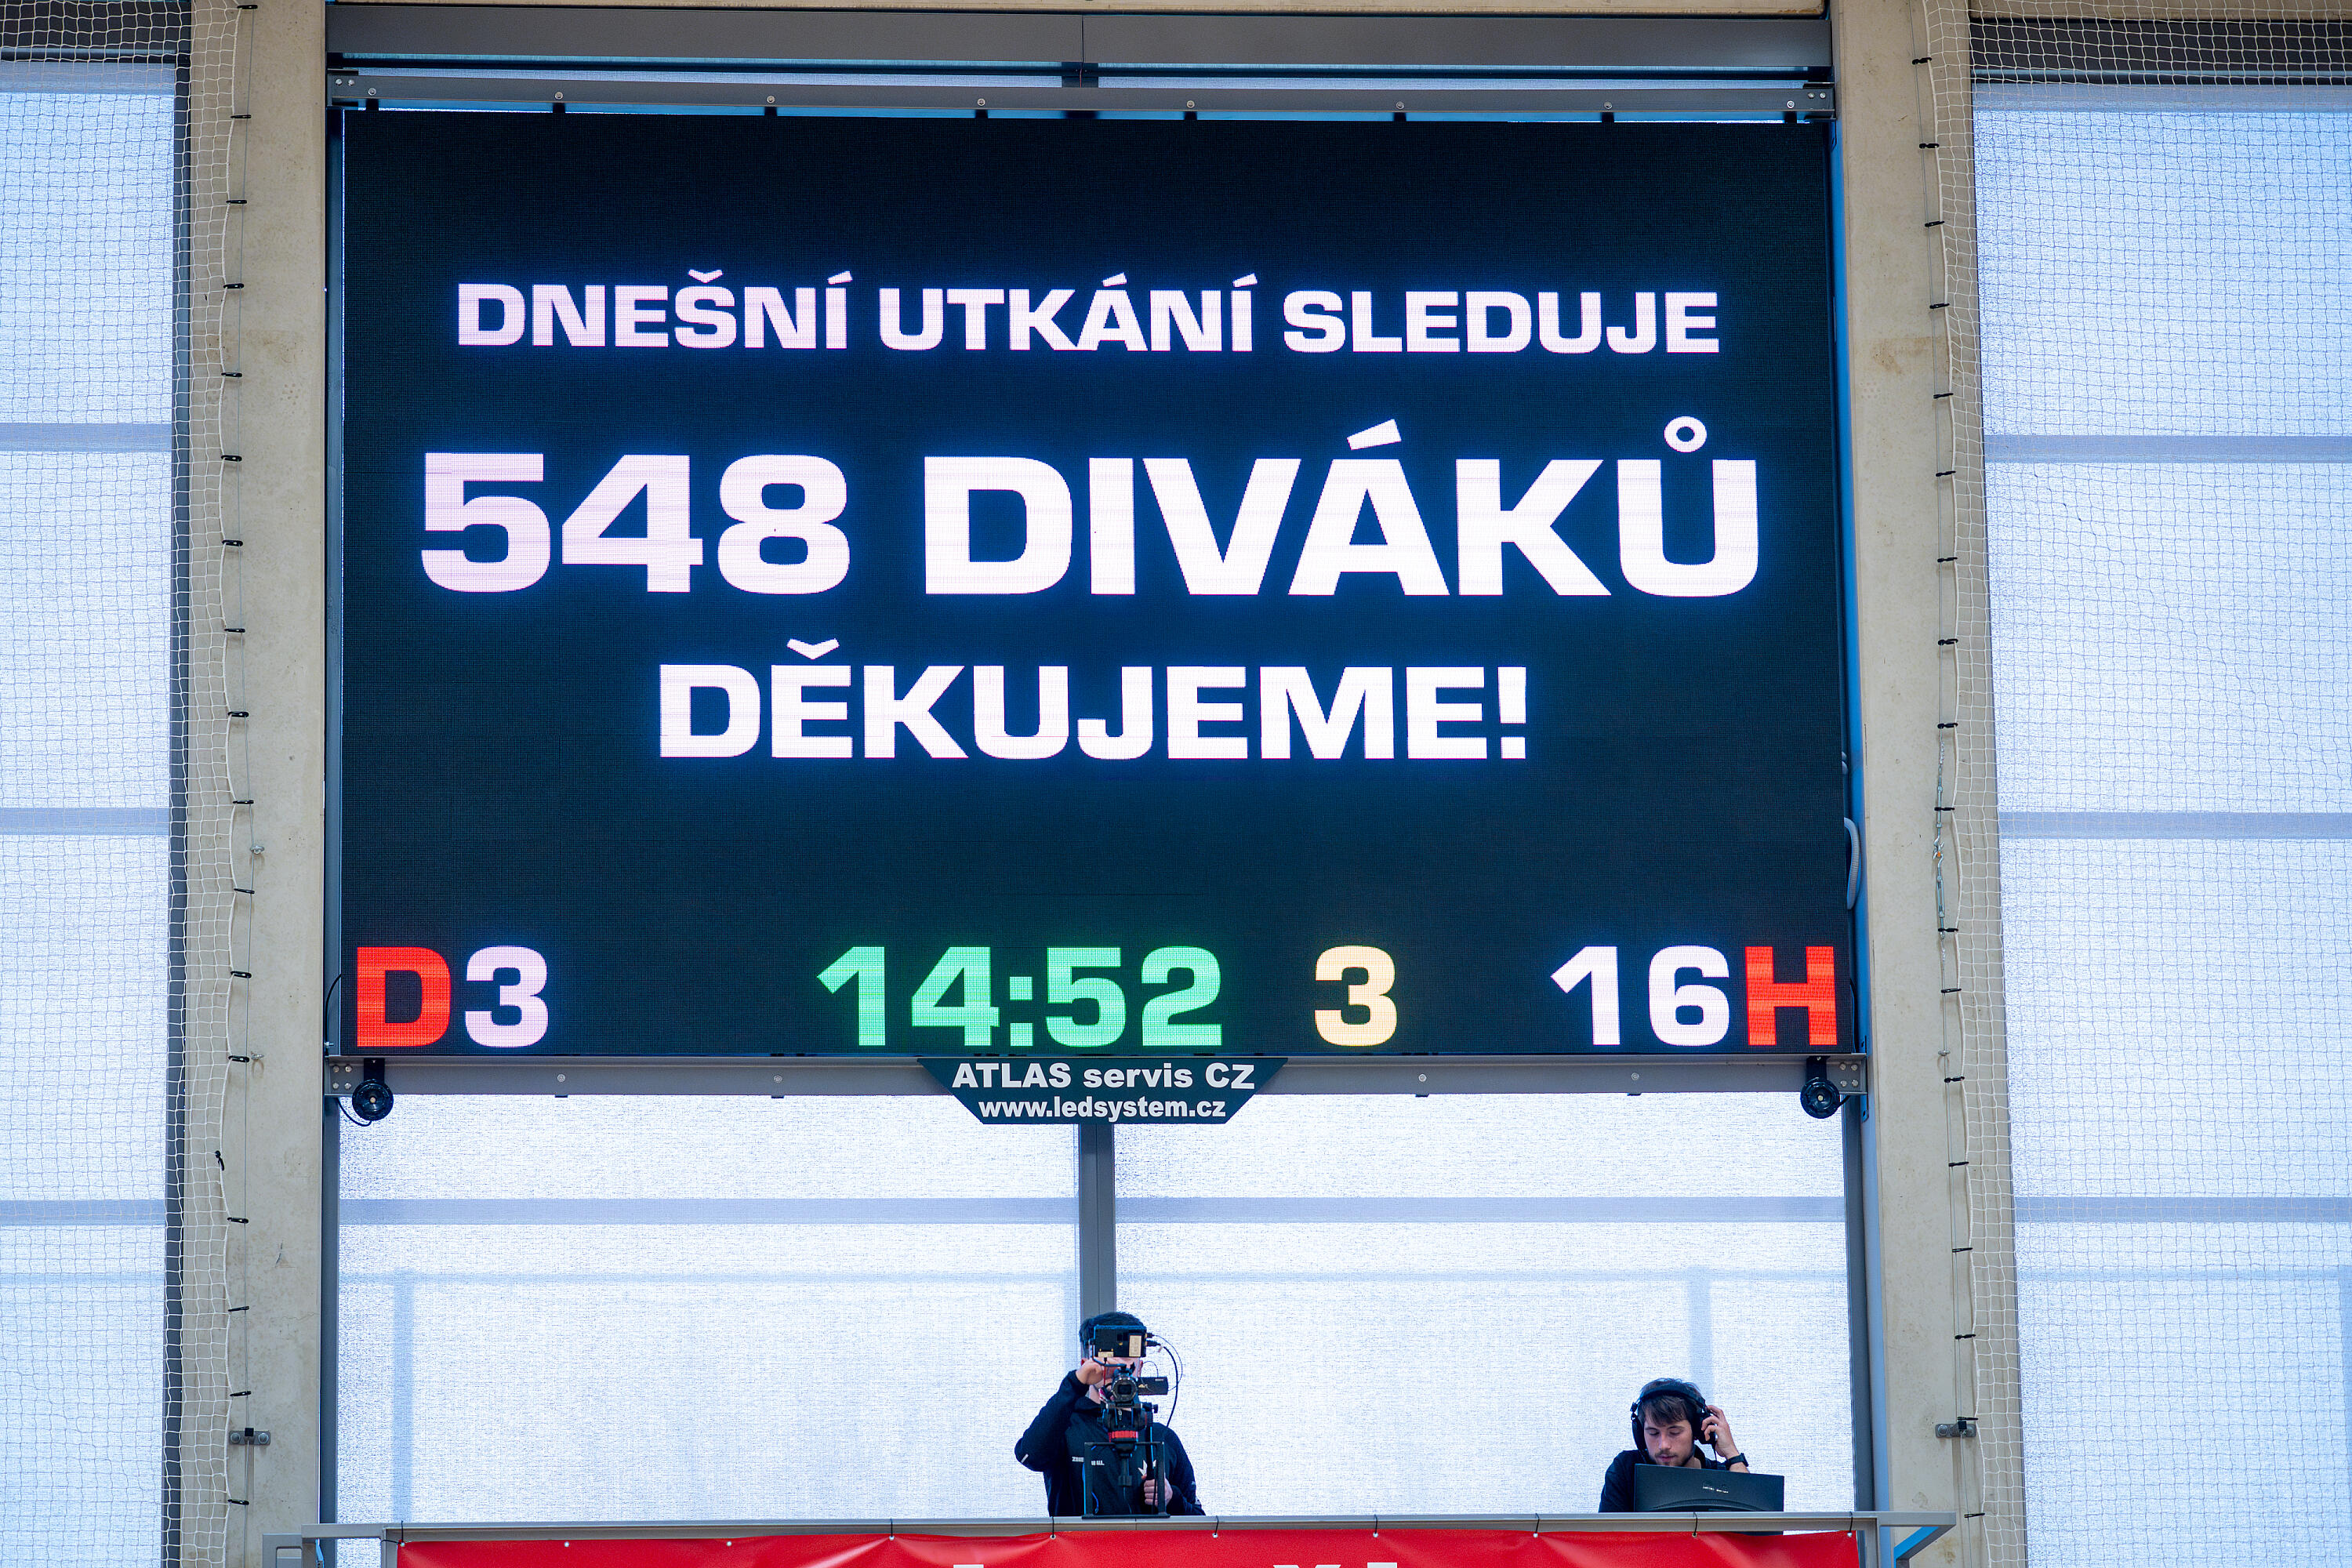 DNEŠNÍ UTKÁNÍ SLEDUJE
548 DIVÁKŮ
DĚKUJEME!
D3 14:52 3 16H
ATLAS servis CZ
www.ledsystem.cz